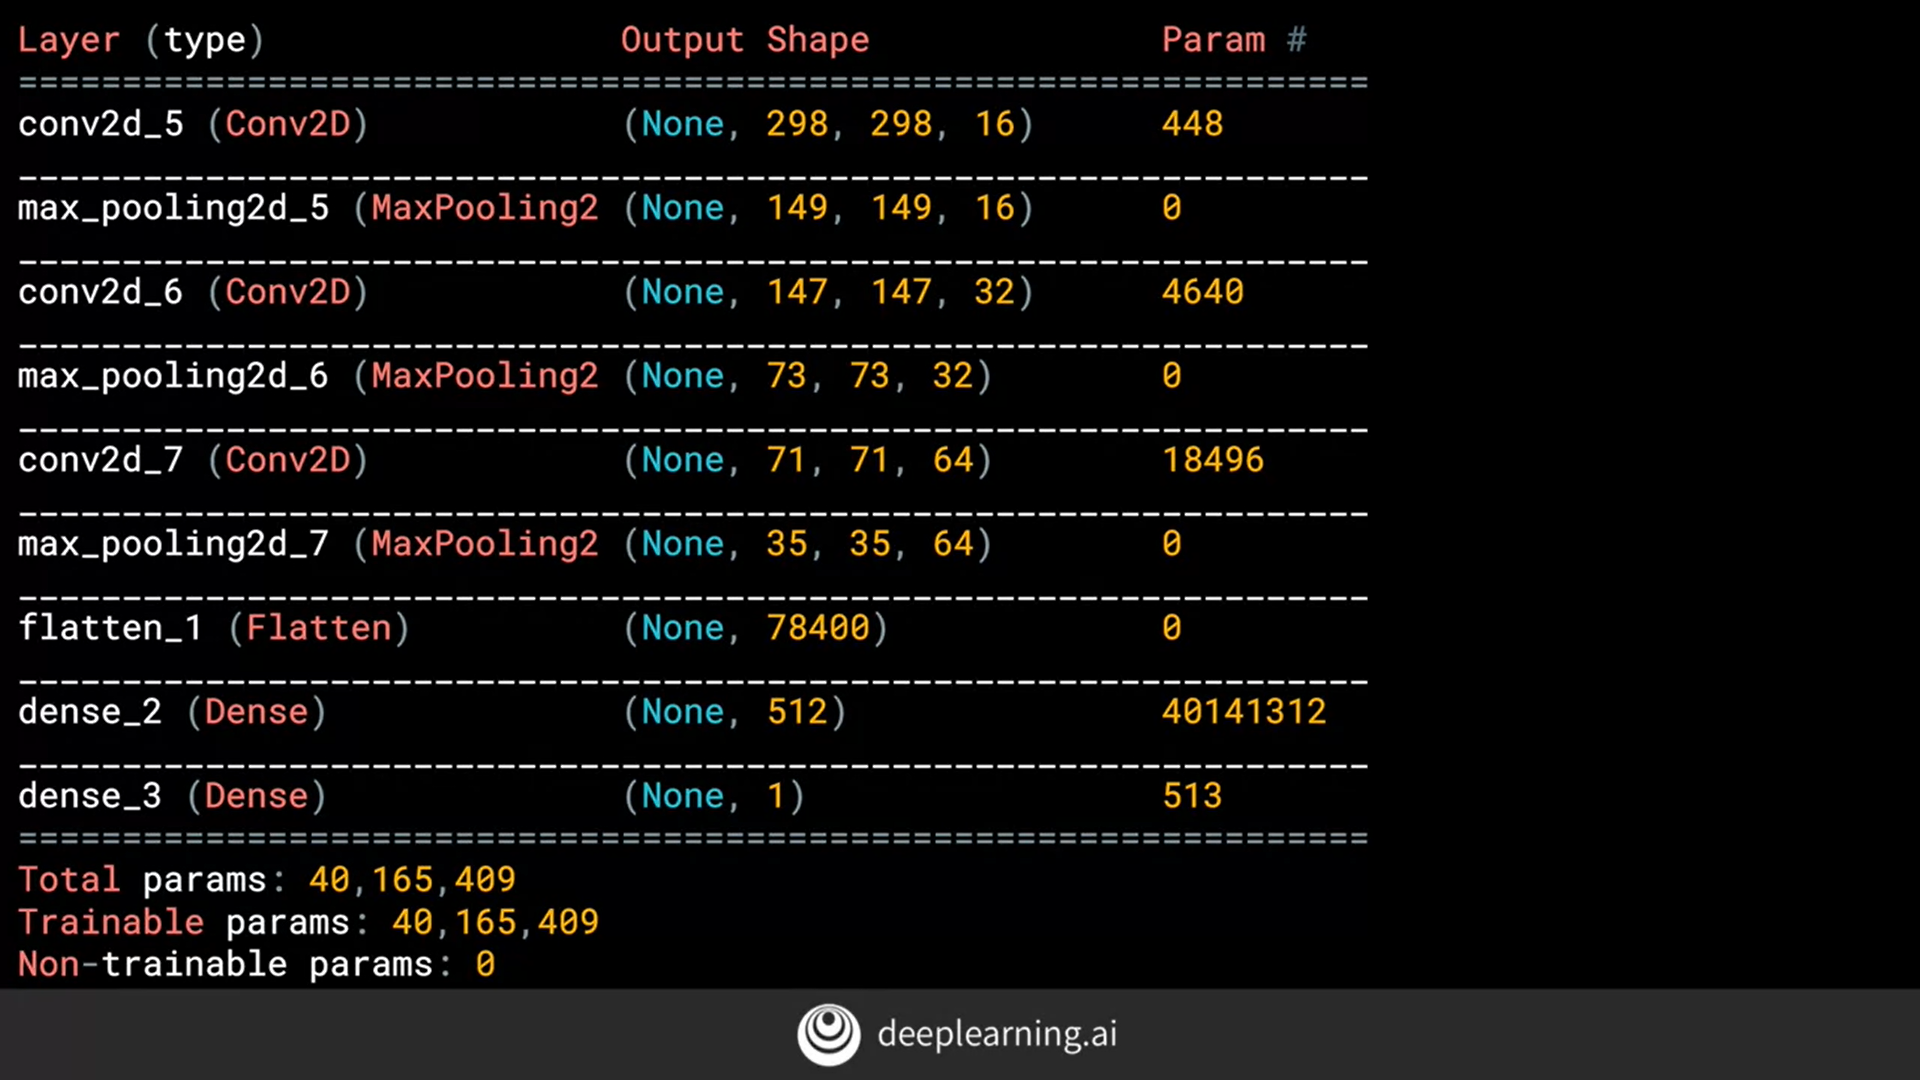 Layer (type) Output Shape Param #
=================================================================
conv2d_5 (Conv2D) (None, 298, 298, 16) 448
_________________________________________________________________
max_pooling2d_5 (MaxPooling2 (None, 149, 149, 16) 0
_________________________________________________________________
conv2d_6 (Conv2D) (None, 147, 147, 32) 4640
_________________________________________________________________
max_pooling2d_6 (MaxPooling2 (None, 73, 73, 32) 0
_________________________________________________________________
conv2d_7 (Conv2D) (None, 71, 71, 64) 18496
_________________________________________________________________
max_pooling2d_7 (MaxPooling2 (None, 35, 35, 64) 0
_________________________________________________________________
flatten_1 (Flatten) (None, 78400) 0
_________________________________________________________________
dense_2 (Dense) (None, 512) 40141312
_________________________________________________________________
dense_3 (Dense) (None, 1) 513
=================================================================
Total params: 40,165,409
Trainable params: 40,165,409
Non-trainable params: 0
deeplearning.ai